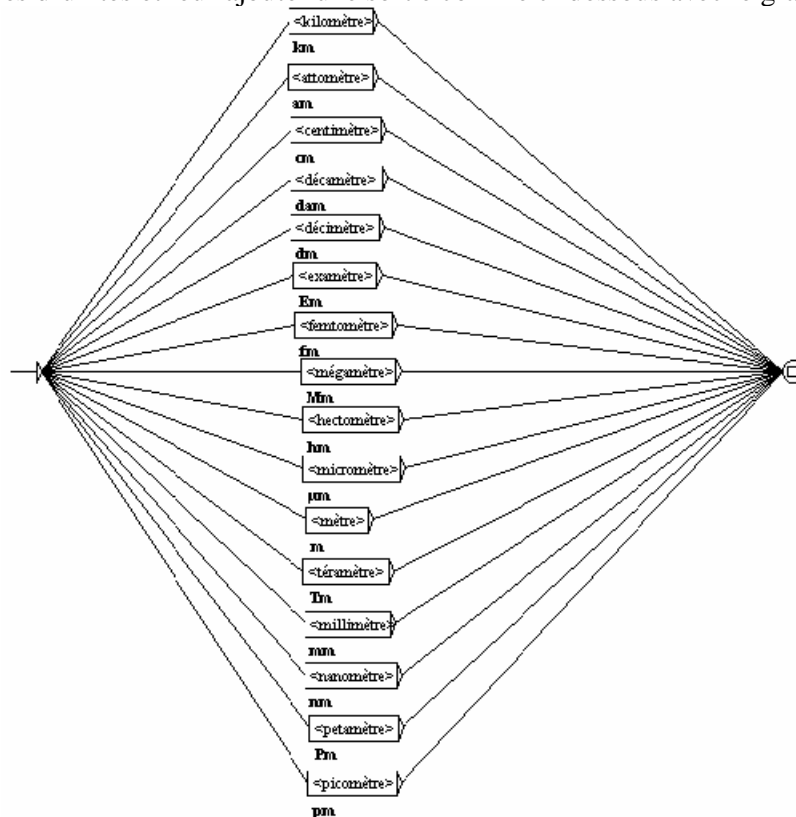 <kilomètre>
km
<attomètre>
am
<centimètre>
cm
<décamètre>
dam
<décimètre>
dm
<examètre>
Em
<femtomètre>
fm
<mégamètre>
Mm
<hectomètre>
hm
<micromètre>
µm
<mètre>
m
<téramètre>
Tm
<millimètre>
mm
<nanomètre>
nm
<petamètre>
Pm
<picomètre>
pm